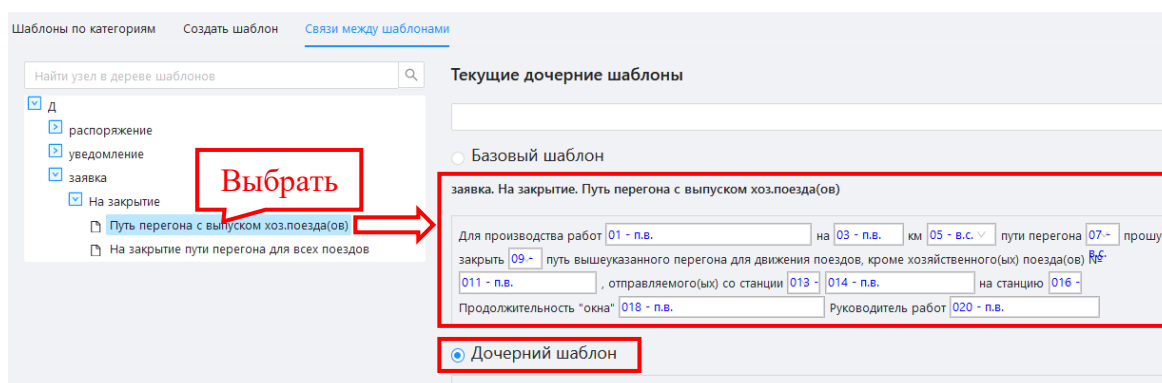 Шаблоны по категориям Создать шаблон Связи между шаблонами
Найти узел в дереве шаблонов
Д
распоряжение
уведомление
заявка
На закрытие
Путь перегона с выпуском хоз.поезда(ов)
На закрытие пути перегона для всех поездов
Выбрать
Текущие дочерние шаблоны
Базовый шаблон
заявка. На закрытие. Путь перегона с выпуском хоз.поезда(ов)
Для производства работ 01 - п.в. на 03 - п.в. км 05 - в.с. пути перегона 07 - в.с. прошу
закрыть 09 - путь вышеуказанного перегона для движения поездов, кроме хозяйственного(ых) поезда(ов) №
011 - п.в. , отправляемого(ых) со станции 013 - 014 - п.в. на станцию 016 -
Продолжительность "окна" 018 - п.в. Руководитель работ 020 - п.в.
Дочерний шаблон